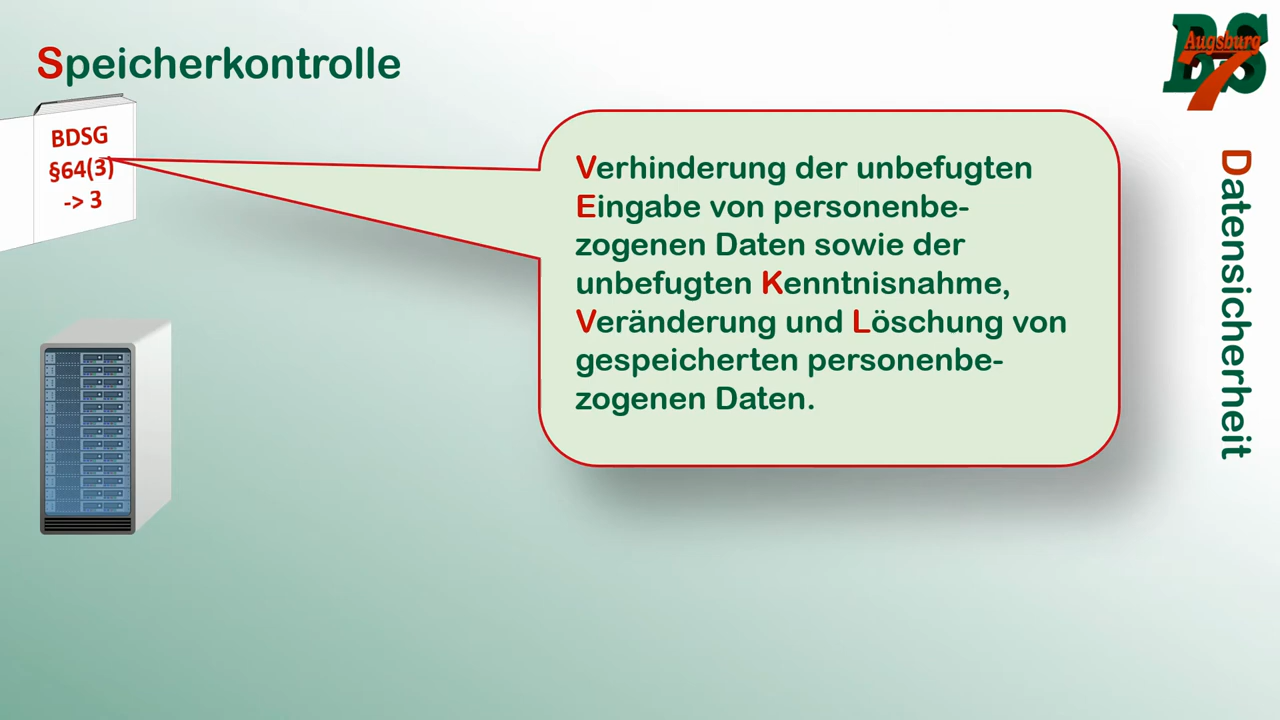 Speicherkontrolle
BDSG
§64(3)
-> 3
Verhinderung der unbefugten
Eingabe von personenbe-
zogenen Daten sowie der
unbefugten Kenntnisnahme,
Veränderung und Löschung von
gespeicherten personenbe-
zogenen Daten.
BS
Augsburg
7
Datensicherheit